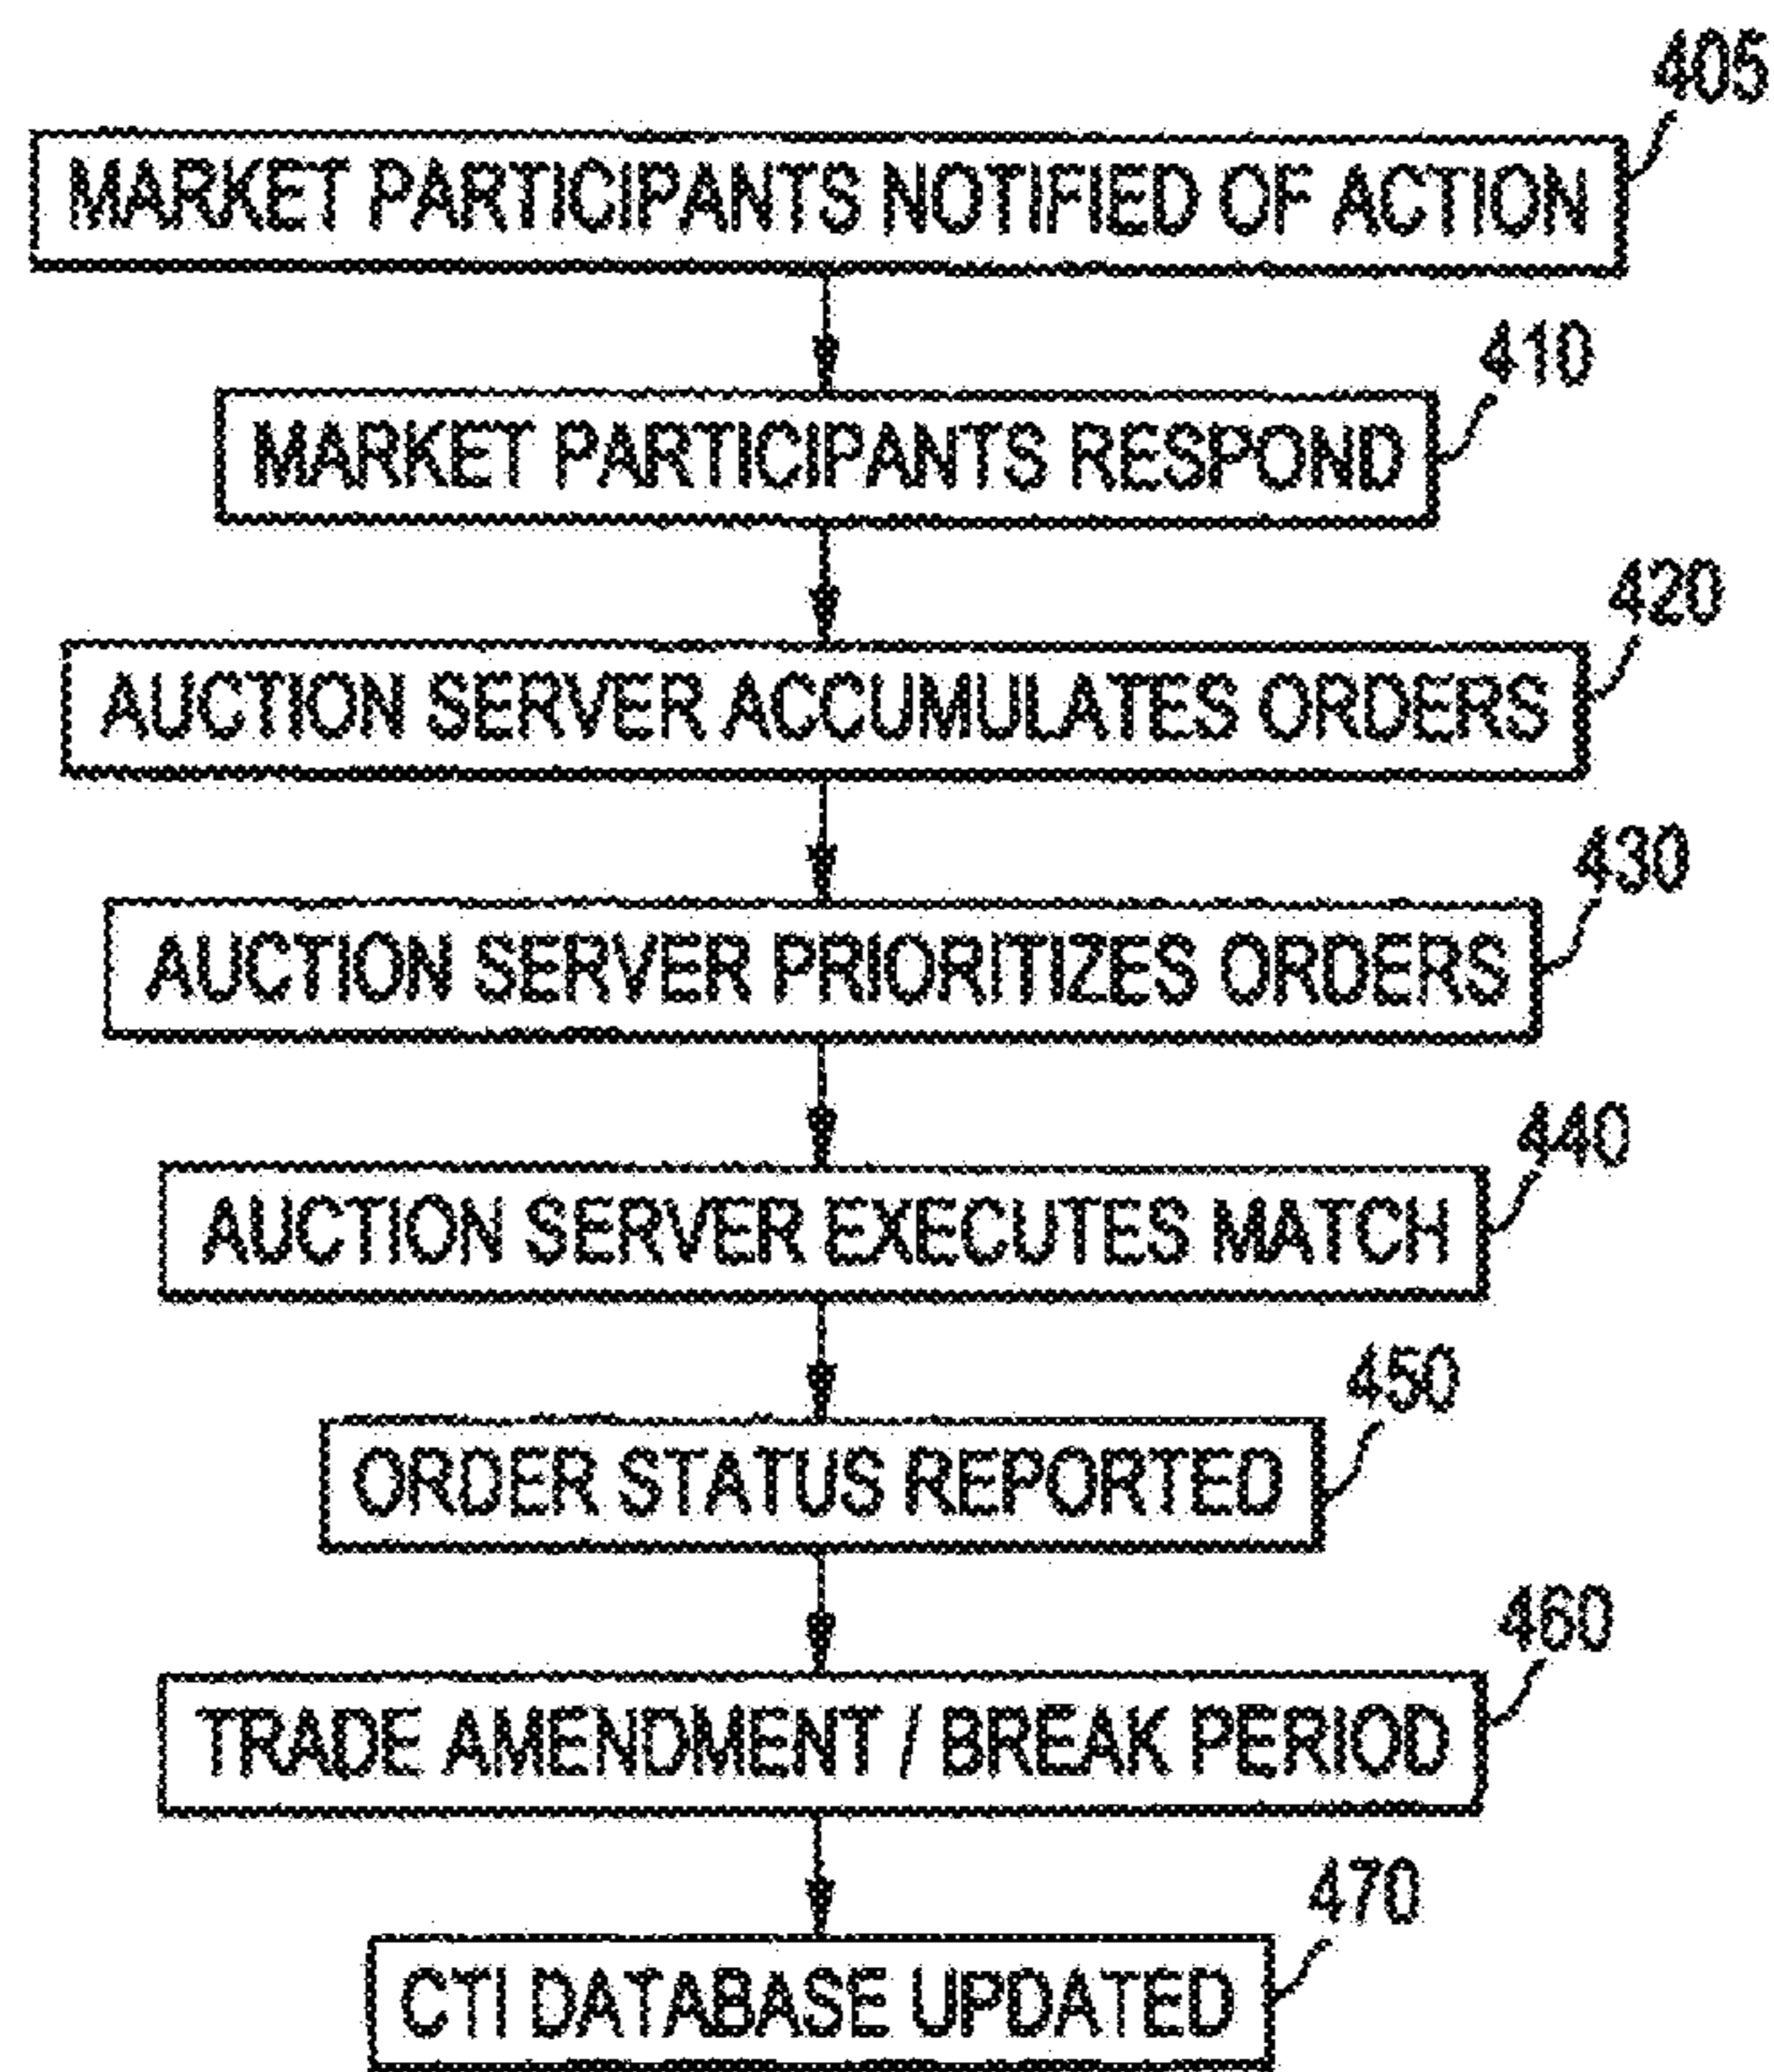 405
MARKET PARTICIPANTS NOTIFIED OF ACTION
410
MARKET PARTICIPANTS RESPOND
420
AUCTION SERVER ACCUMULATES ORDERS
430
AUCTION SERVER PRIORITIZES ORDERS
440
AUCTION SERVER EXECUTES MATCH
450
ORDER STATUS REPORTED
460
TRADE AMENDMENT / BREAK PERIOD
470
CTI DATABASE UPDATED